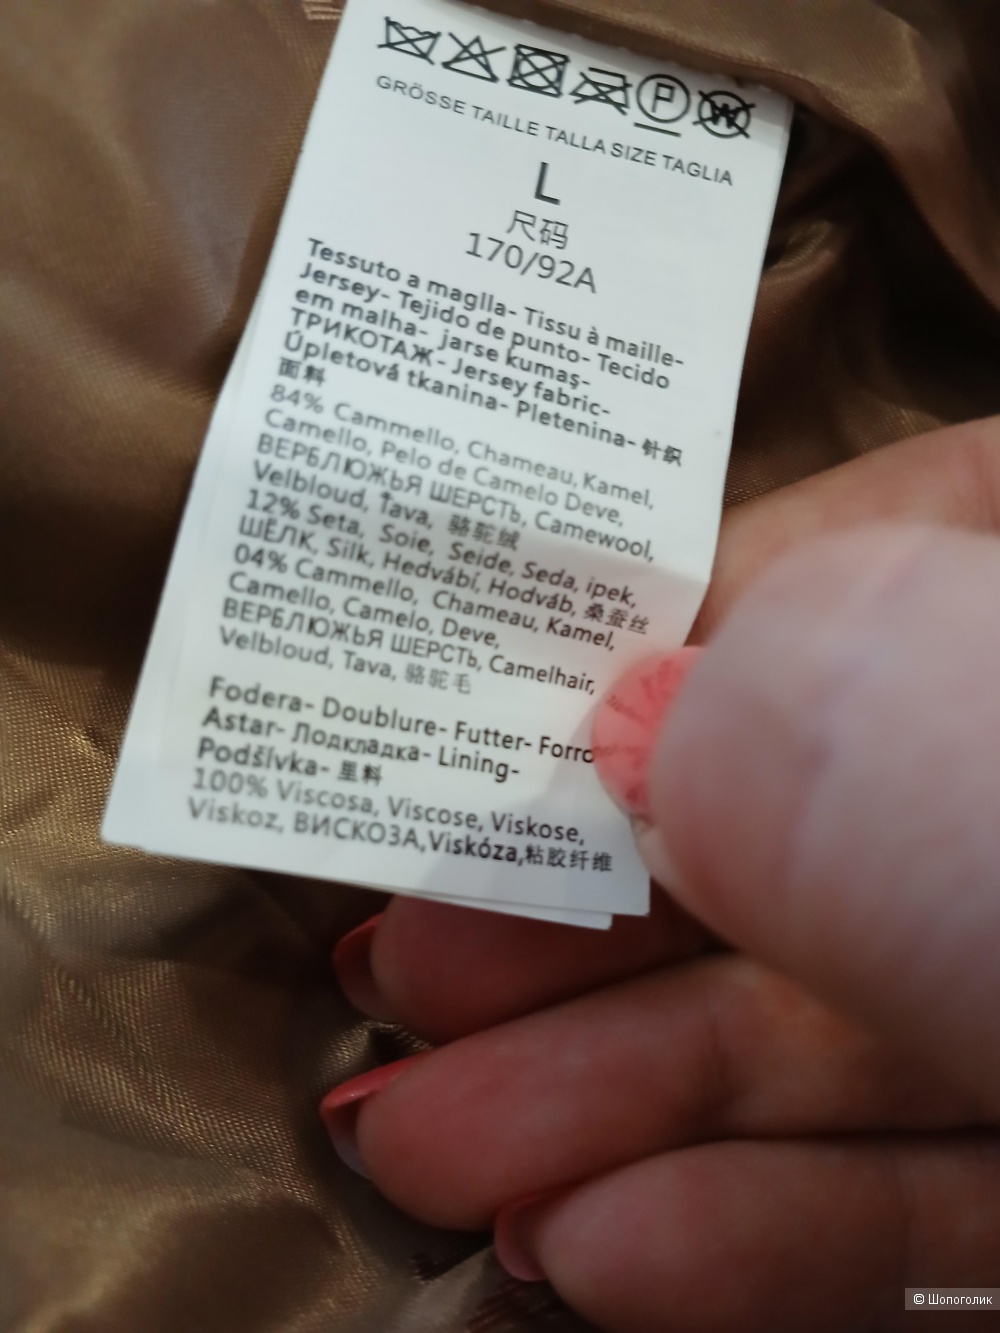 P W
GRÖSSE TAILLE TALLA SIZE TAGLIA
L
尺码
170/92A
Tessuto a maglla- Tissu à maille-
Jersey- Tejido de punto- Tecido
em malha- jarse kumaş-
ТРИКОТАЖ- Jersey fabric-
Úpletová tkanina- Pletenina- 针织
面料
84% Cammello, Chameau, Kamel,
Camello, Pelo de Camelo Deve,
ВЕРБЛЮЖЬЯ ШЕРСТЬ, Camewool,
Velbloud, Ťava, 骆驼绒
12% Seta, Soie, Seide, Seda, ipek,
ШЁЛК, Silk, Hedvábí, Hodváb, 桑蚕丝
04% Cammello, Chameau, Kamel,
Camello, Camelo, Deve,
ВЕРБЛЮЖЬЯ ШЕРСТЬ, Camelhair,
Velbloud, Tava, 骆驼毛
Fodera- Doublure- Futter- Forro
Astar- Подкладка- Lining-
Podšívka- 里料
100% Viscosa, Viscose, Viskose,
Viskoz, ВИСКОЗА,Viskóza,粘胶纤维
© Шопоголик